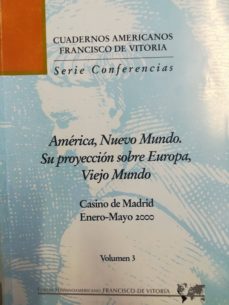 CUADERNOS AMERICANOS
FRANCISCO DE VITORIA
Serie Conferencias
América, Nuevo Mundo.
Su proyección sobre Europa,
Viejo Mundo
Casino de Madrid
Enero-Mayo 2000
Volumen 3
FRANCISCO DE VITORIA